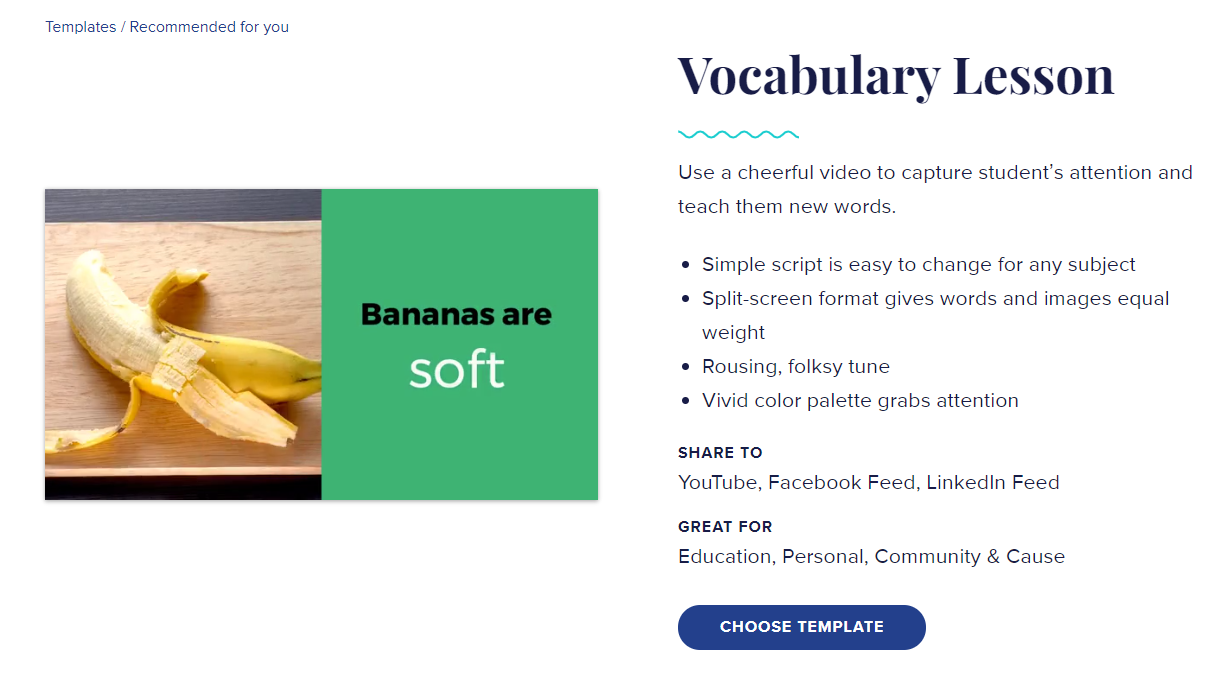 Templates / Recommended for you
Vocabulary Lesson
Use a cheerful video to capture student's attention and
teach them new words.
• Simple script is easy to change for any subject
• Split-screen format gives words and images equal
weight
• Rousing, folksy tune
• Vivid color palette grabs attention
SHARE TO
YouTube, Facebook Feed, LinkedIn Feed
GREAT FOR
Education, Personal, Community & Cause
CHOOSE TEMPLATE
Bananas are
soft